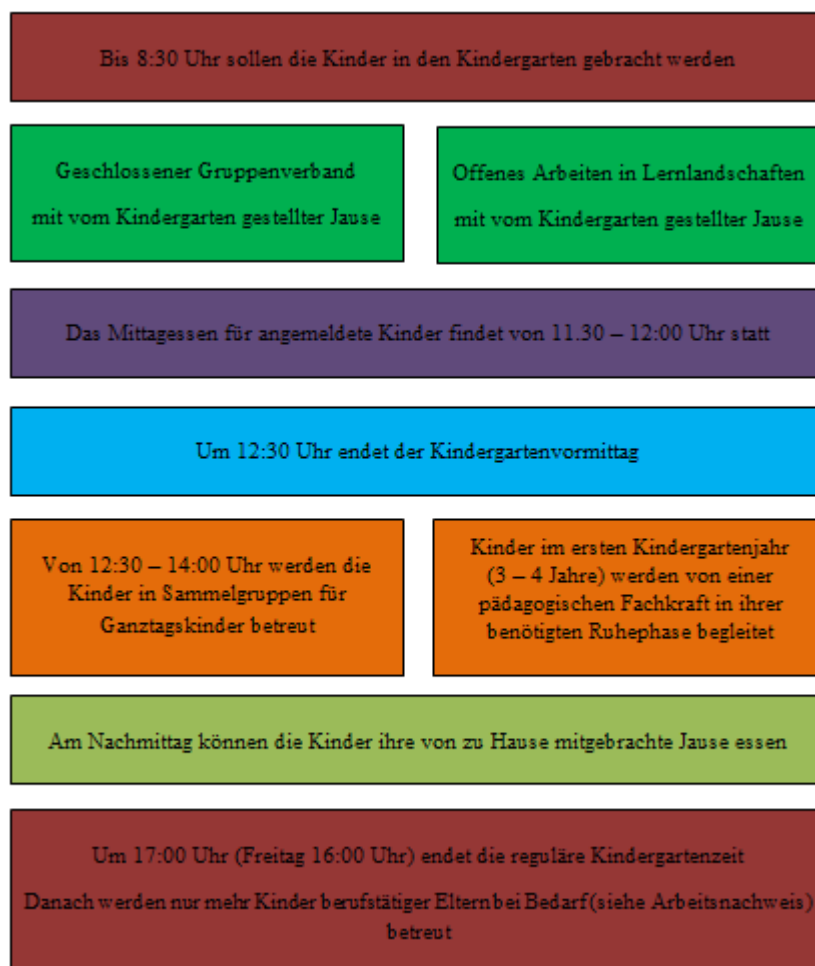 Bis 8:30 Uhr sollen die Kinder in den Kindergarten gebracht werden
Geschlossener Gruppenverband
mit vom Kindergarten gestellter Jause
Offenes Arbeiten in Lernlandschaften
mit vom Kindergarten gestellter Jause
Das Mittagessen für angemeldete Kinder findet von 11.30 – 12:00 Uhr statt
Um 12:30 Uhr endet der Kindergartenvormittag
Von 12:30 – 14:00 Uhr werden die
Kinder in Sammelgruppen für
Ganztagskinder betreut
Kinder im ersten Kindergartenjahr
(3 – 4 Jahre) werden von einer
pädagogischen Fachkraft in ihrer
benötigten Ruhephase begleitet
Am Nachmittag können die Kinder ihre von zu Hause mitgebrachte Jause essen
Um 17:00 Uhr (Freitag 16:00 Uhr) endet die reguläre Kindergartenzeit
Danach werden nur mehr Kinder berufstätiger Eltern bei Bedarf (siehe Arbeitsnachweis)
betreut